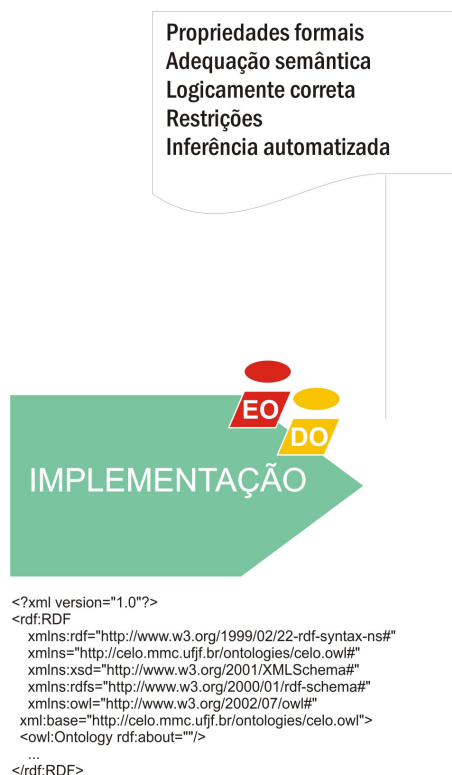 Propriedades formais
Adequação semântica
Logicamente correta
Restrições
Inferência automatizada
EO
DO
IMPLEMENTAÇÃO
<?xml version="1.0"?>
<rdf:RDF
xmlns:rdf="http://www.w3.org/1999/02/22-rdf-syntax-ns#"
xmlns="http://celo.mmc.ufjf.br/ontologies/celo.owl#"
xmlns:xsd="http://www.w3.org/2001/XMLSchema#"
xmlns:rdfs="http://www.w3.org/2000/01/rdf-schema#"
xmlns:owl="http://www.w3.org/2002/07/owl#"
xml:base="http://celo.mmc.ufjf.br/ontologies/celo.owl">
<owl:Ontology rdf:about=""/>
...
</rdf:RDF>